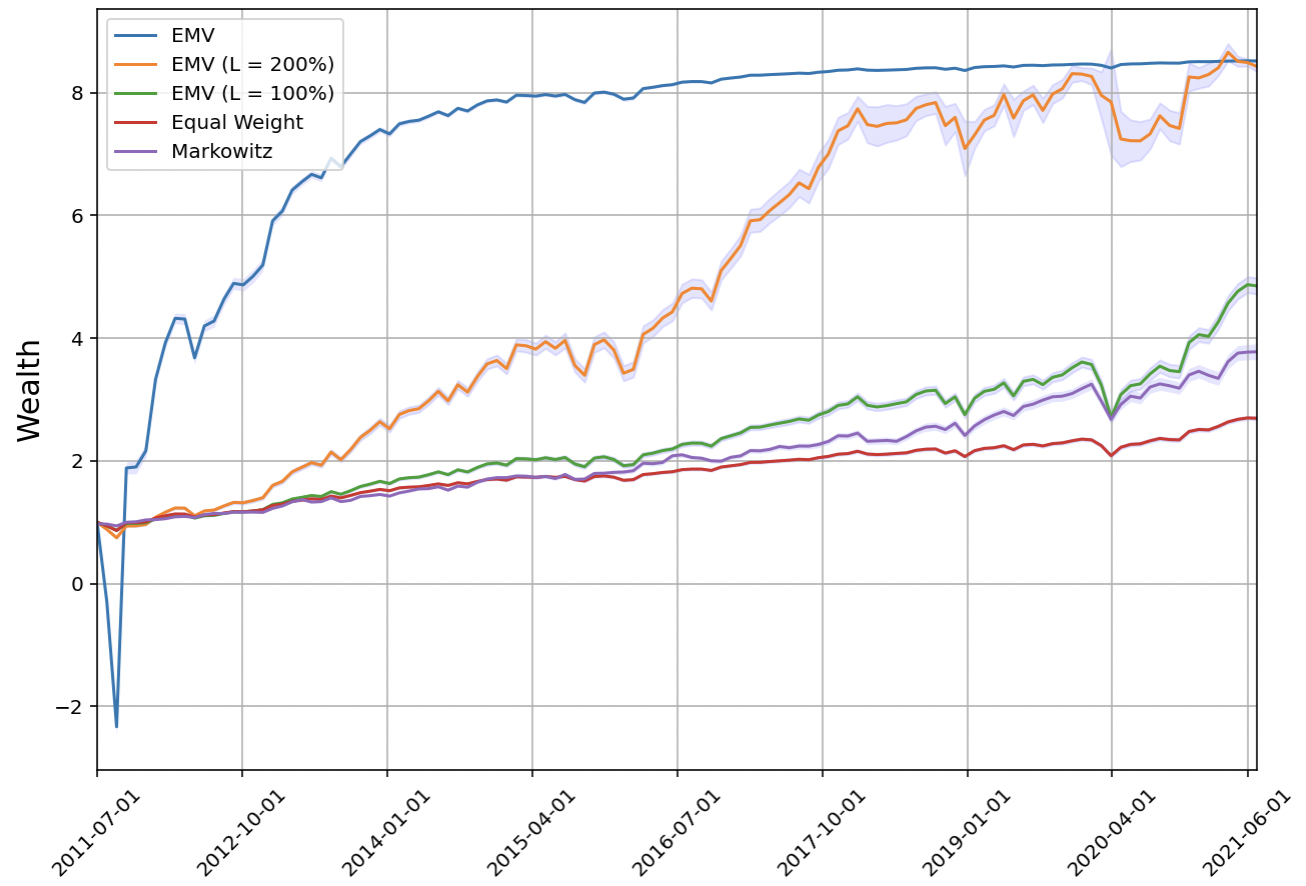 EMV
EMV (L = 200%)
EMV (L = 100%)
Equal Weight
Markowitz
Wealth
8
6
4
2
0
−2
2011-07-01
2012-10-01
2014-01-01
2015-04-01
2016-07-01
2017-10-01
2019-01-01
2020-04-01
2021-06-01